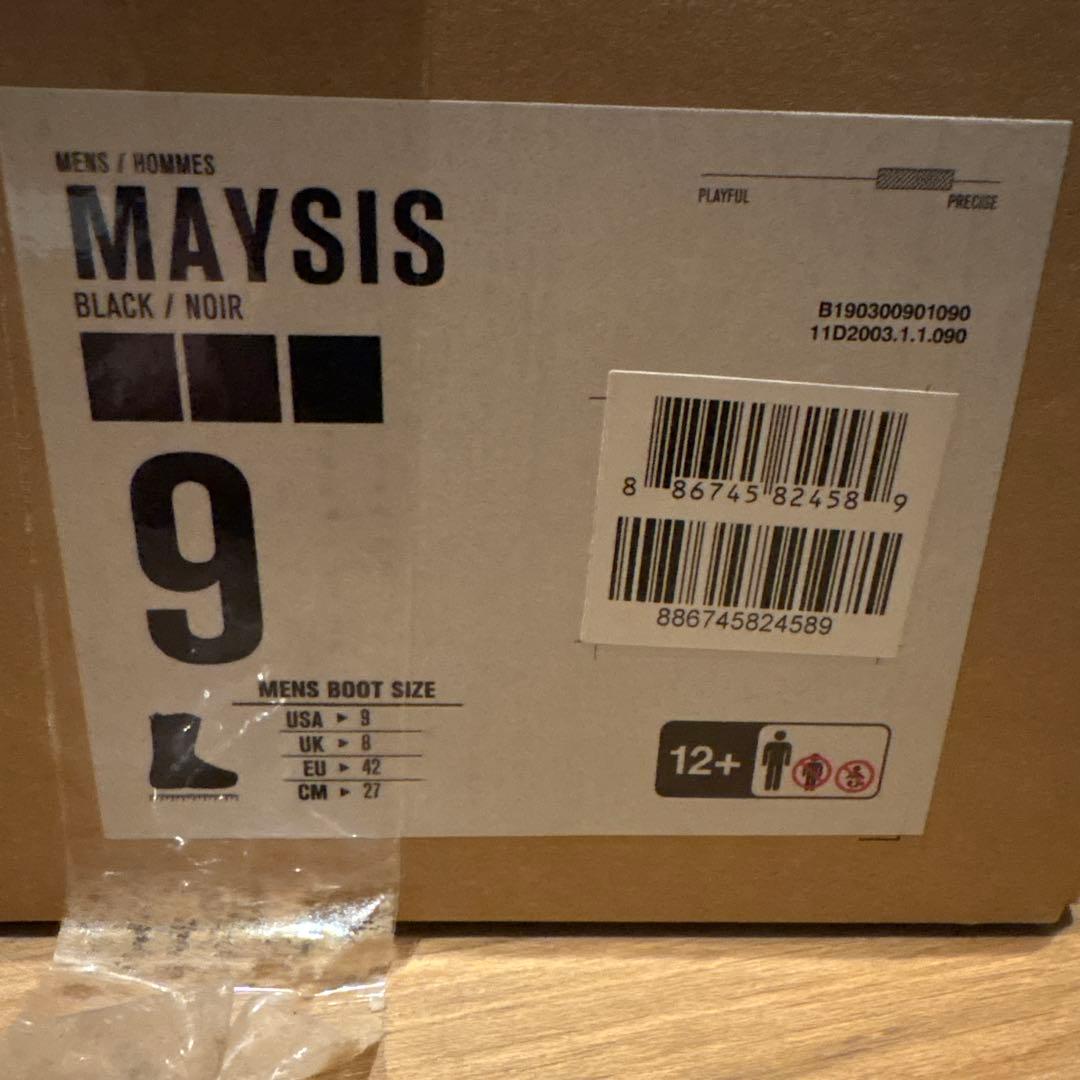 MENS / HOMMES
MAYSIS
BLACK / NOIR
9
MENS BOOT SIZE
USA ► 9
UK ► 8
EU ► 42
CM ► 27
PLAYFUL
PRECISE
B190300901090
11D2003.1.1.090
8 86745 82458 9
886745824589
12+